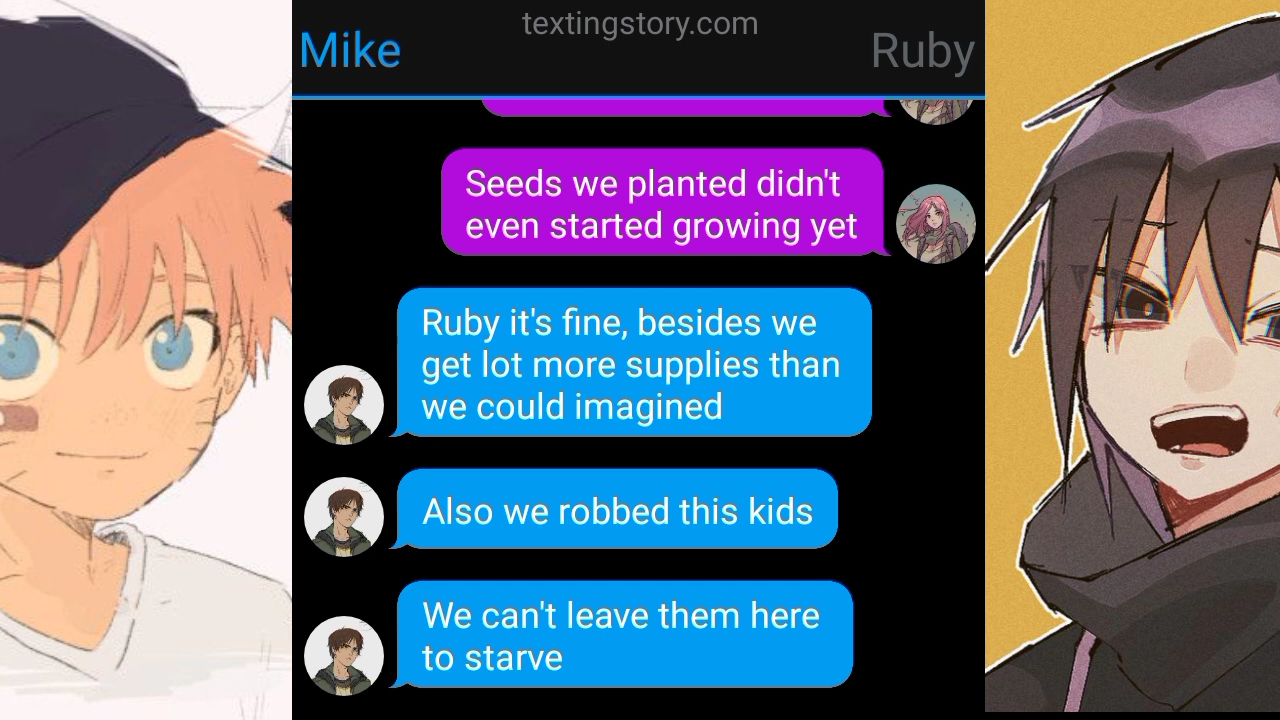 textingstory.com
Mike
Ruby
Seeds we planted didn't
even started growing yet
Ruby it's fine, besides we
get lot more supplies than
we could imagined
Also we robbed this kids
We can't leave them here
to starve